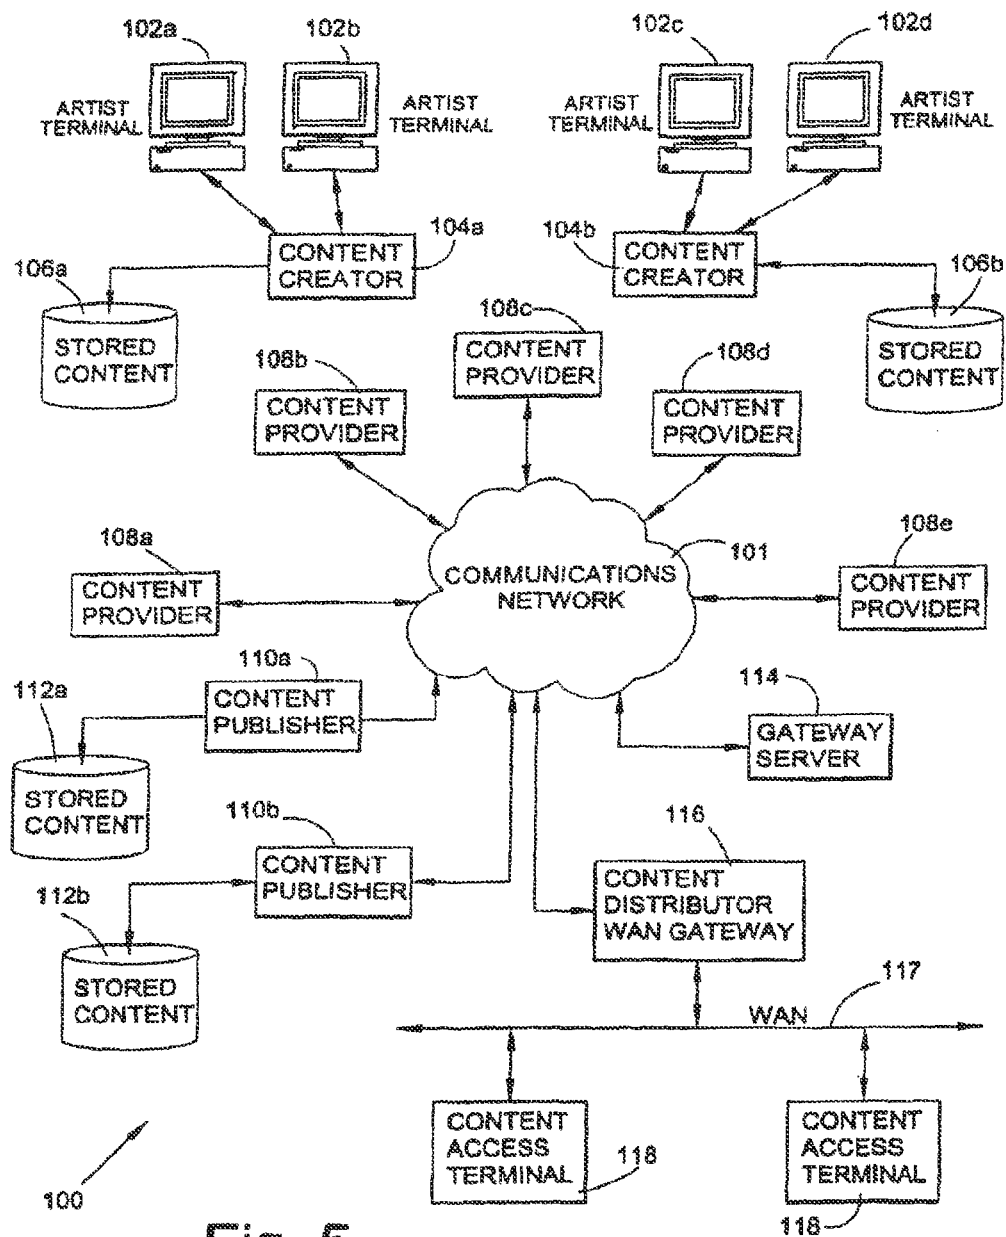 102a
102b
102c
102d
ARTIST
TERMINAL
ARTIST
TERMINAL
ARTIST
TERMINAL
ARTIST
TERMINAL
104a
CONTENT
CREATOR
104b
CONTENT
CREATOR
106a
STORED
CONTENT
106b
STORED
CONTENT
108c
CONTENT
PROVIDER
108b
CONTENT
PROVIDER
108d
CONTENT
PROVIDER
108a
CONTENT
PROVIDER
101
COMMUNICATIONS
NETWORK
108e
CONTENT
PROVIDER
110a
CONTENT
PUBLISHER
112a
STORED
CONTENT
114
GATEWAY
SERVER
110b
CONTENT
PUBLISHER
112b
STORED
CONTENT
116
CONTENT
DISTRIBUTOR
WAN GATEWAY
117
WAN
CONTENT
ACCESS
TERMINAL
118
CONTENT
ACCESS
TERMINAL
118
100
Fig. 5